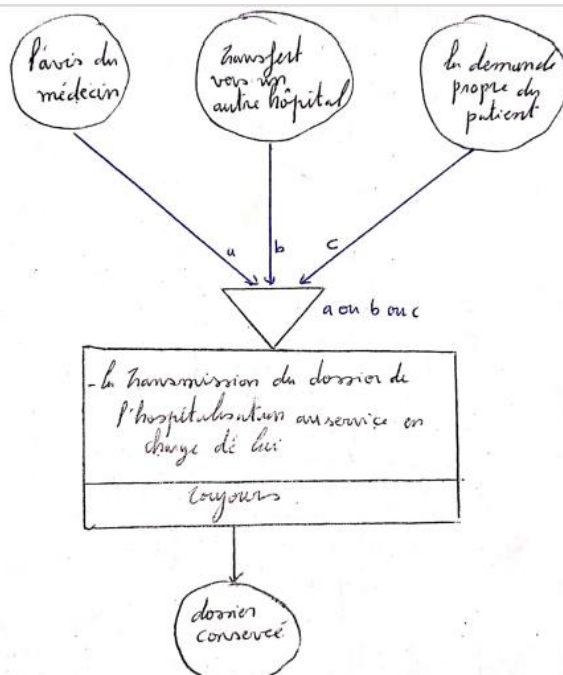 l'avis du
médecin
Transfert
vers un
autre hôpital
la demande
propre du
patient
a
b
c
a ou b ou c
- la Transmission du dossier de
l'hospitalisation au service en
charge de lui
Toujours
dossier
conservé